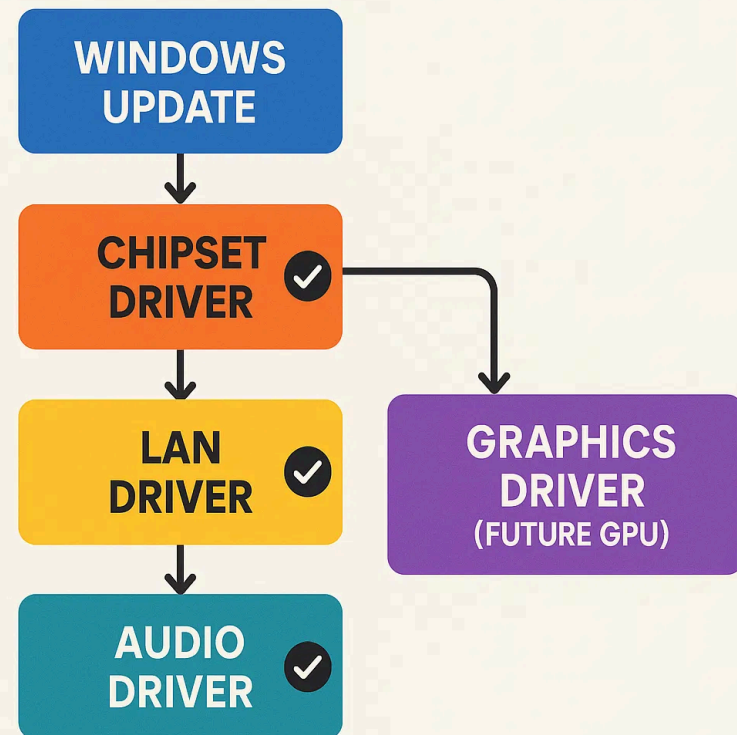 WINDOWS
UPDATE
CHIPSET
DRIVER
LAN
DRIVER
GRAPHICS
DRIVER
(FUTURE GPU)
AUDIO
DRIVER